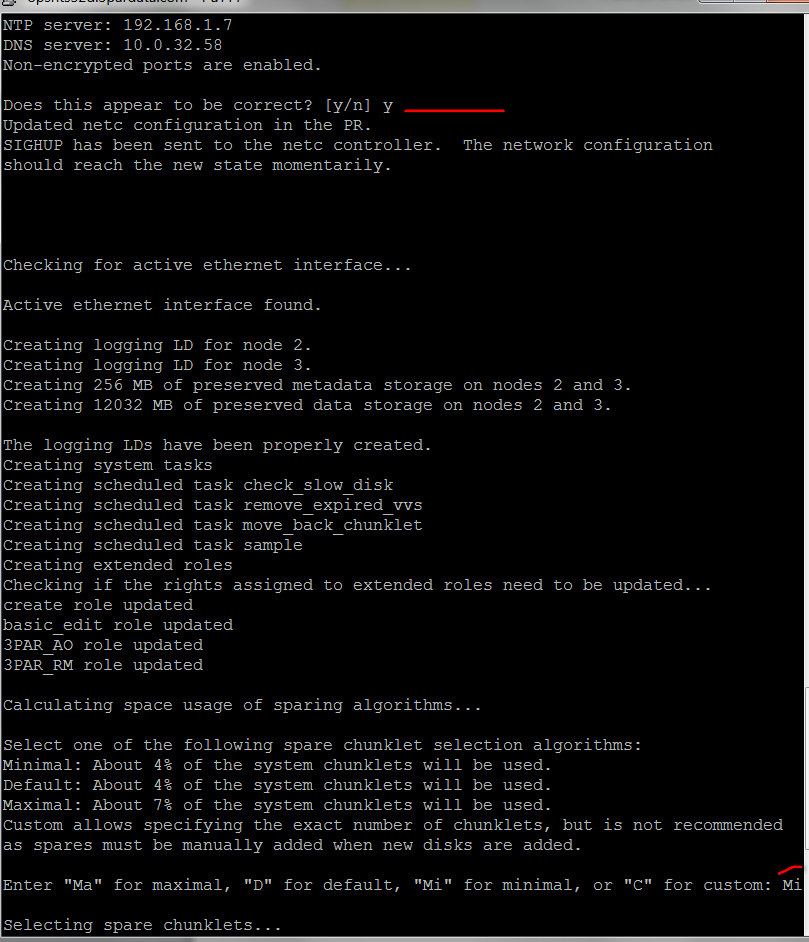 NTP server: 192.168.1.7
DNS server: 10.0.32.58
Non-encrypted ports are enabled.
Does this appear to be correct? [y/n] y
Updated netc configuration in the PR.
SIGHUP has been sent to the netc controller.  The network configuration
should reach the new state momentarily.
Checking for active ethernet interface...
Active ethernet interface found.
Creating logging LD for node 2.
Creating logging LD for node 3.
Creating 256 MB of preserved metadata storage on nodes 2 and 3.
Creating 12032 MB of preserved data storage on nodes 2 and 3.
The logging LDs have been properly created.
Creating system tasks
Creating scheduled task check_slow_disk
Creating scheduled task remove_expired_vvs
Creating scheduled task move_back_chunklet
Creating scheduled task sample
Creating extended roles
Checking if the rights assigned to extended roles need to be updated...
create role updated
basic_edit role updated
3PAR_AO role updated
3PAR_RM role updated
Calculating space usage of sparing algorithms...
Select one of the following spare chunklet selection algorithms:
Minimal: About 4% of the system chunklets will be used.
Default: About 4% of the system chunklets will be used.
Maximal: About 7% of the system chunklets will be used.
Custom allows specifying the exact number of chunklets, but is not recommended
as spares must be manually added when new disks are added.
Enter "Ma" for maximal, "D" for default, "Mi" for minimal, or "C" for custom: Mi
Selecting spare chunklets...